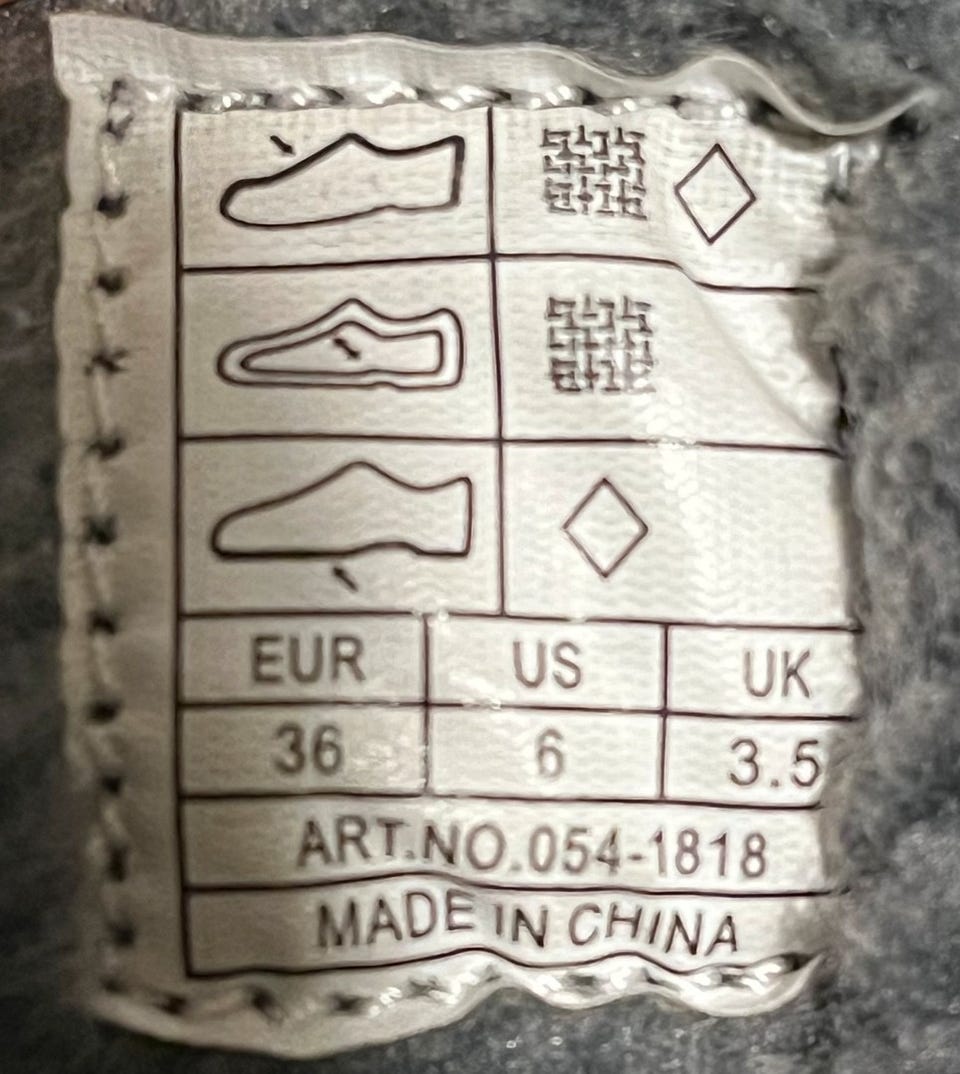 EUR US UK
36 6 3.5
ART.NO.054-1818
MADE IN CHINA